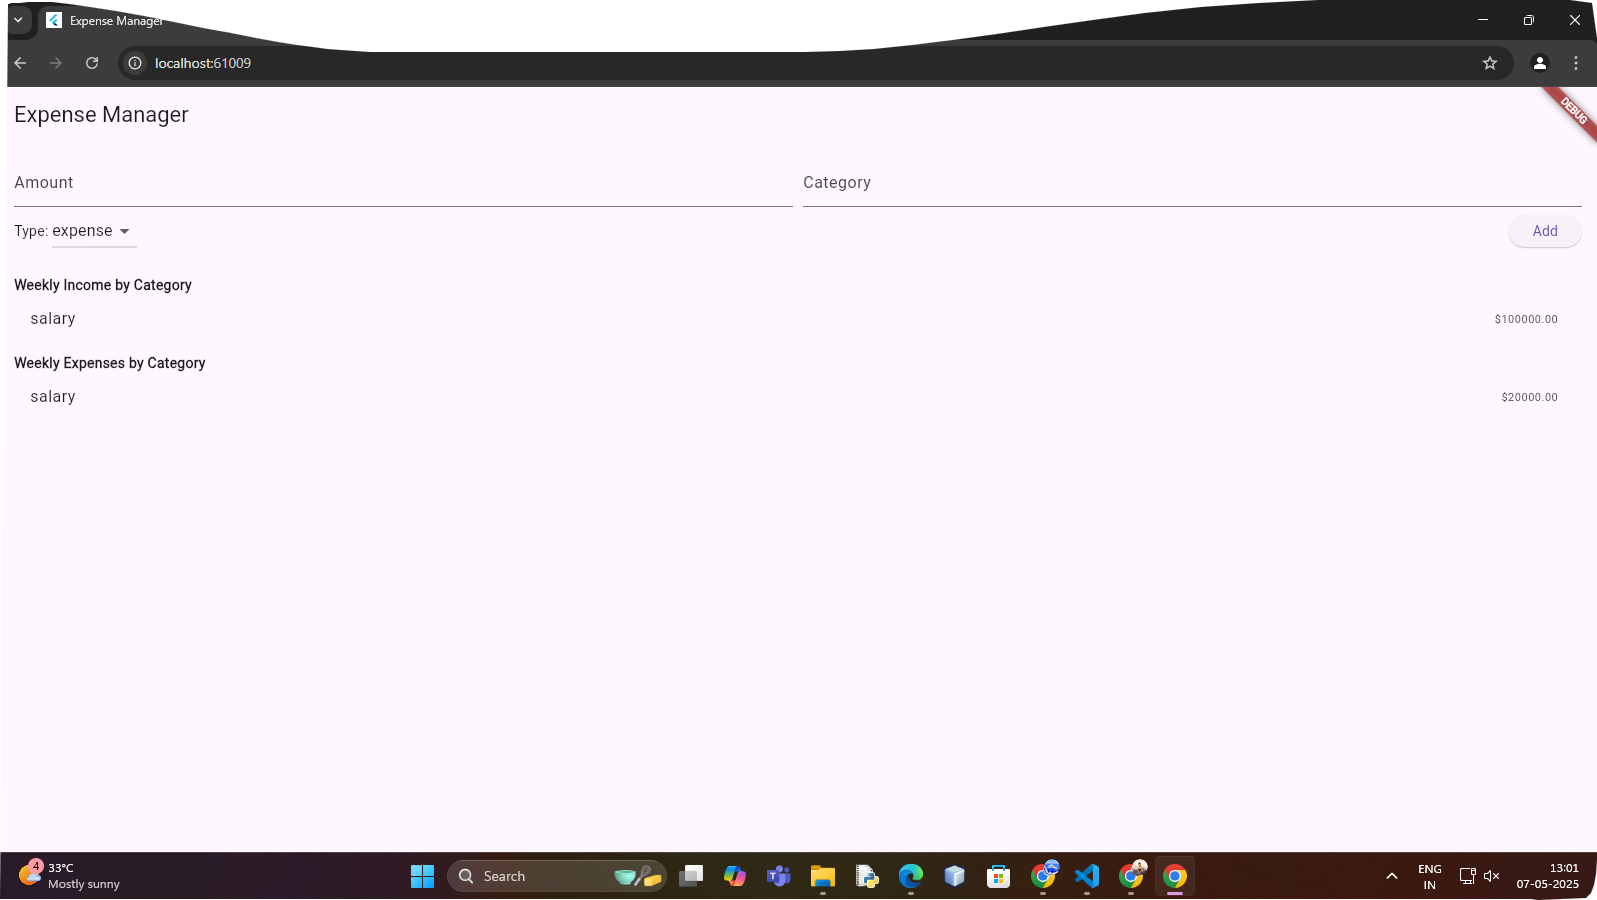 Expense Manager
localhost:61009
Expense Manager
DEBUG
Amount Category
Type: expense Add
Weekly Income by Category
salary $100000.00
Weekly Expenses by Category
salary $20000.00
4
33°C
Mostly sunny
Search
ENG
IN
13:01
07-05-2025